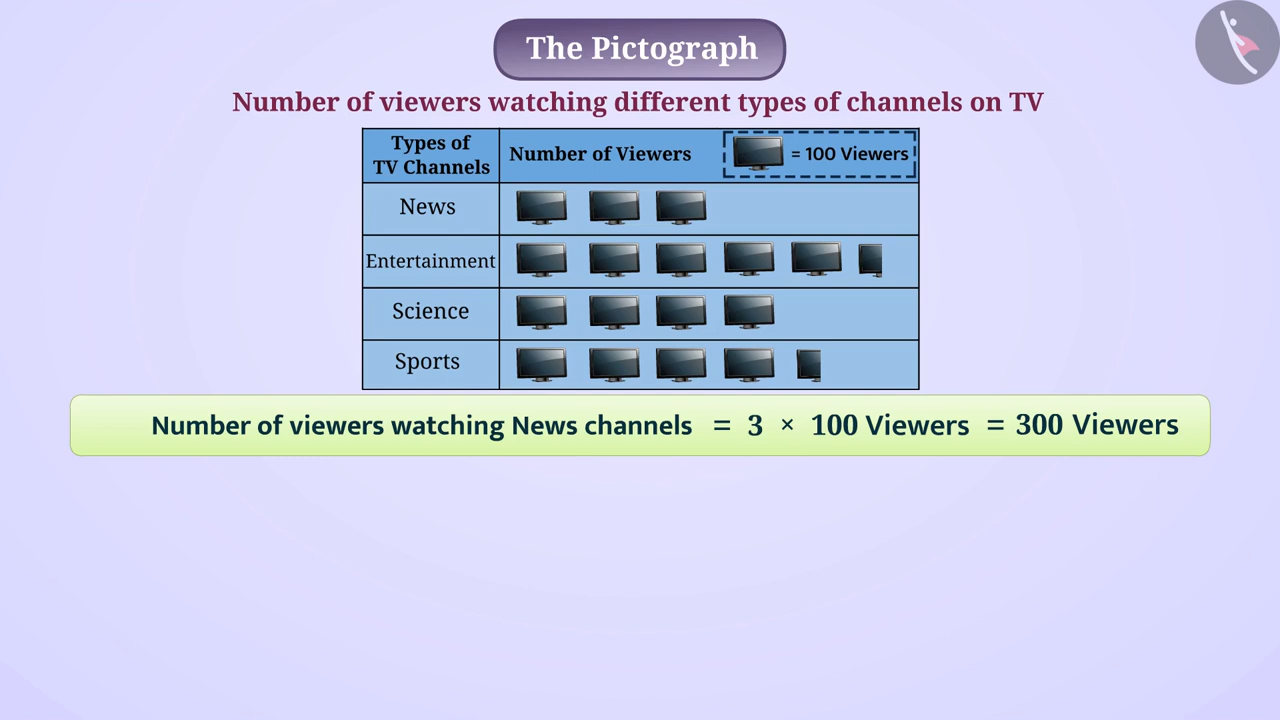 The Pictograph
Number of viewers watching different types of channels on TV
Types of
TV Channels
Number of Viewers
= 100 Viewers
News
Entertainment
Science
Sports
Number of viewers watching News channels = 3 × 100 Viewers = 300 Viewers